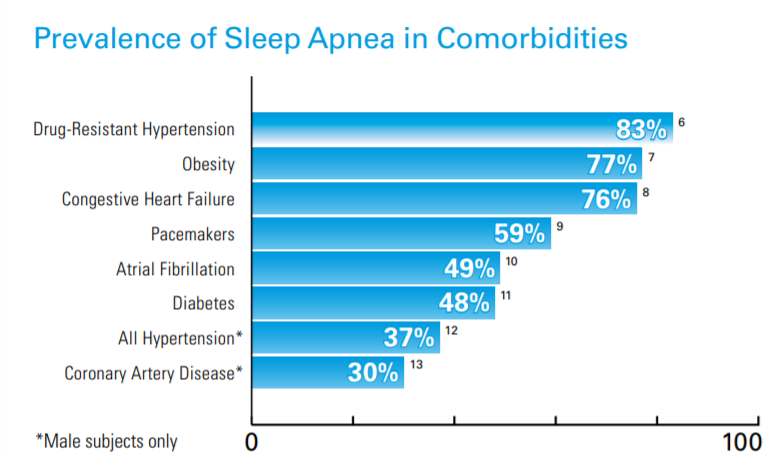 Prevalence of Sleep Apnea in Comorbidities
Drug-Resistant Hypertension 83% 6
Obesity 77% 7
Congestive Heart Failure 76% 8
Pacemakers 59% 9
Atrial Fibrillation 49% 10
Diabetes 48% 11
All Hypertension* 37% 12
Coronary Artery Disease* 30% 13
*Male subjects only 0 100